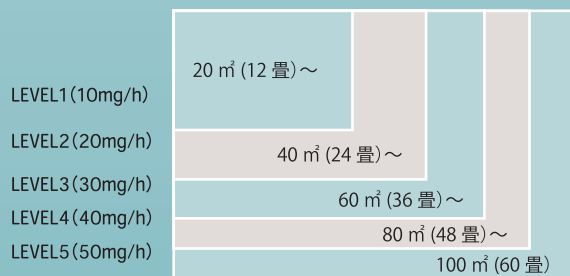 20 ㎡ (12 畳)～
LEVEL1(10mg/h)
LEVEL2(20mg/h)
40 ㎡ (24 畳)～
LEVEL3(30mg/h)
60 ㎡ (36 畳)～
LEVEL4(40mg/h)
80 ㎡ (48 畳)～
LEVEL5(50mg/h)
100 ㎡ (60 畳)